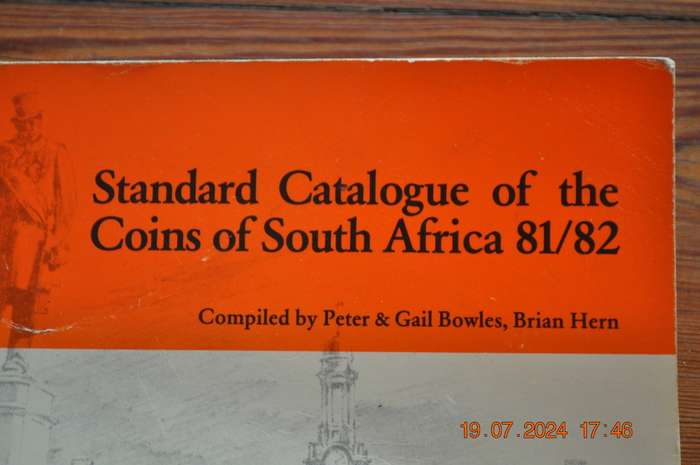 Standard Catalogue of the
Coins of South Africa 81/82
Compiled by Peter & Gail Bowles, Brian Hern
19.07.2024 17:46